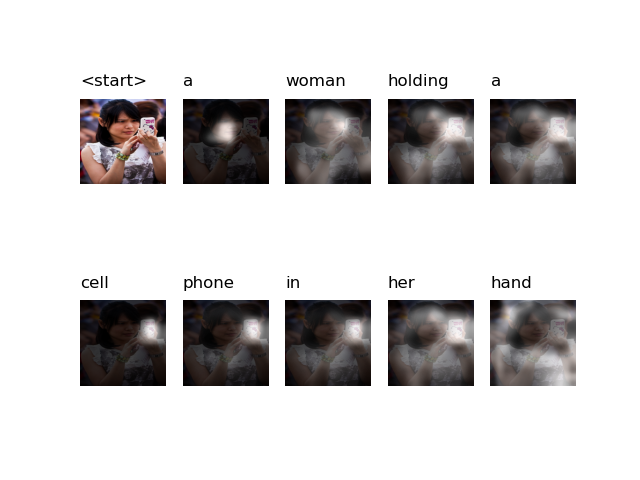 <start> a woman holding a
cell phone in her hand